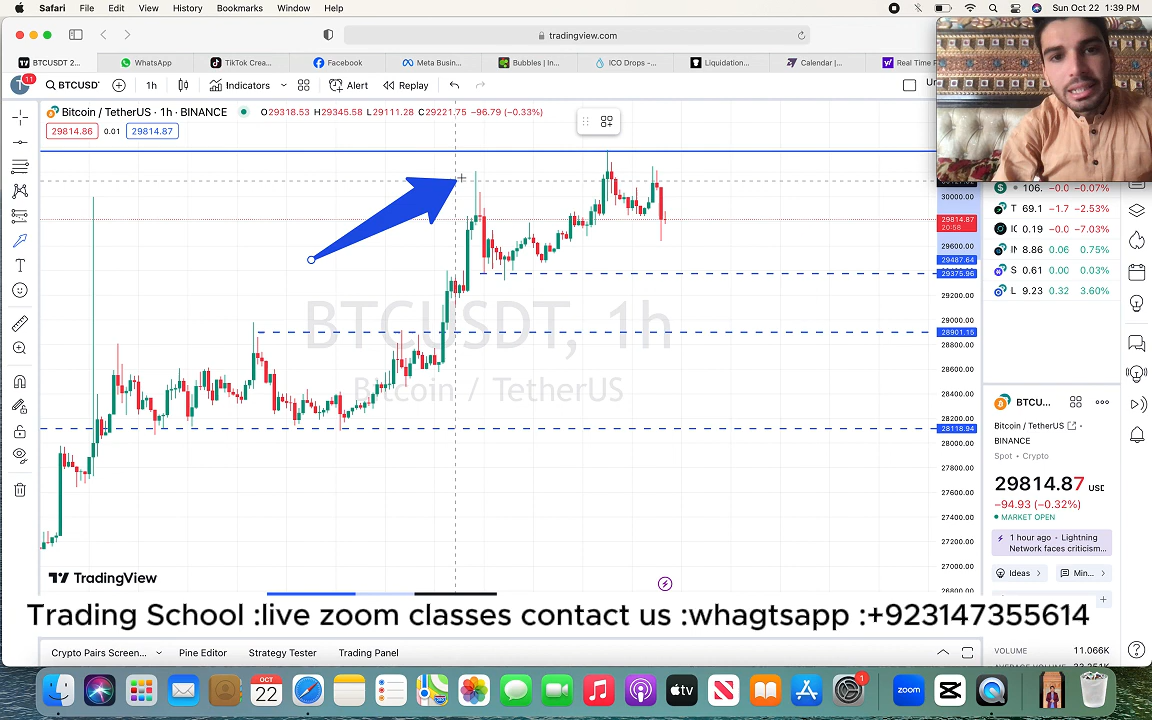 Safari File Edit View History Bookmarks Window Help Sun Oct 22 1:39 PM
tradingview.com
BTCUSDT 2... WhatsApp TikTok Crea... Facebook Meta Busin... Bubbles | In... ICO Drops -... Liquidation... Calendar |... Real Time
T 11 BTCUSD 1h Indicators Alert Replay
Bitcoin / TetherUS · 1h · BINANCE O29318.53 H29345.58 L29111.28 C29221.75 −96.79 (−0.33%)
29814.86 0.01 29814.87
106. −0.0 −0.07%
30000.00
T 69.1 −1.7 −2.53%
29814.87
20:58
0.19 −0.0 −7.03%
29600.00
8.86 0.06 0.75%
29487.64
29375.96
S 0.61 0.00 0.03%
L 9.23 0.32 3.60%
29200.00
29000.00
BTCUSDT, 1h
28901.15
28800.00
28600.00
Bitcoin / TetherUS
28400.00
BTCU...
28200.00
28118.94
Bitcoin / TetherUS
BINANCE
28000.00
Spot • Crypto
27800.00
27600.00
29814.87 USD
27400.00
−94.93 (−0.32%)
MARKET OPEN
27200.00
1 hour ago · Lightning
Network faces criticism...
27000.00
TradingView
Ideas Min...
26800.00
Trading School :live zoom classes contact us :whagtsapp :+923147355614
Crypto Pairs Screen... Pine Editor Strategy Tester Trading Panel
VOLUME 11.066K
OCT
22
tv
1
zoom